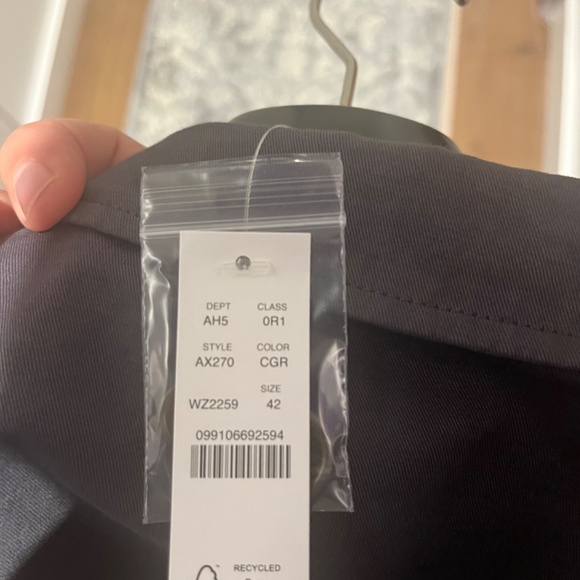 DEPT CLASS
AH5 0R1
STYLE COLOR
AX270 CGR
SIZE
WZ2259 42
099106692594
RECYCLED